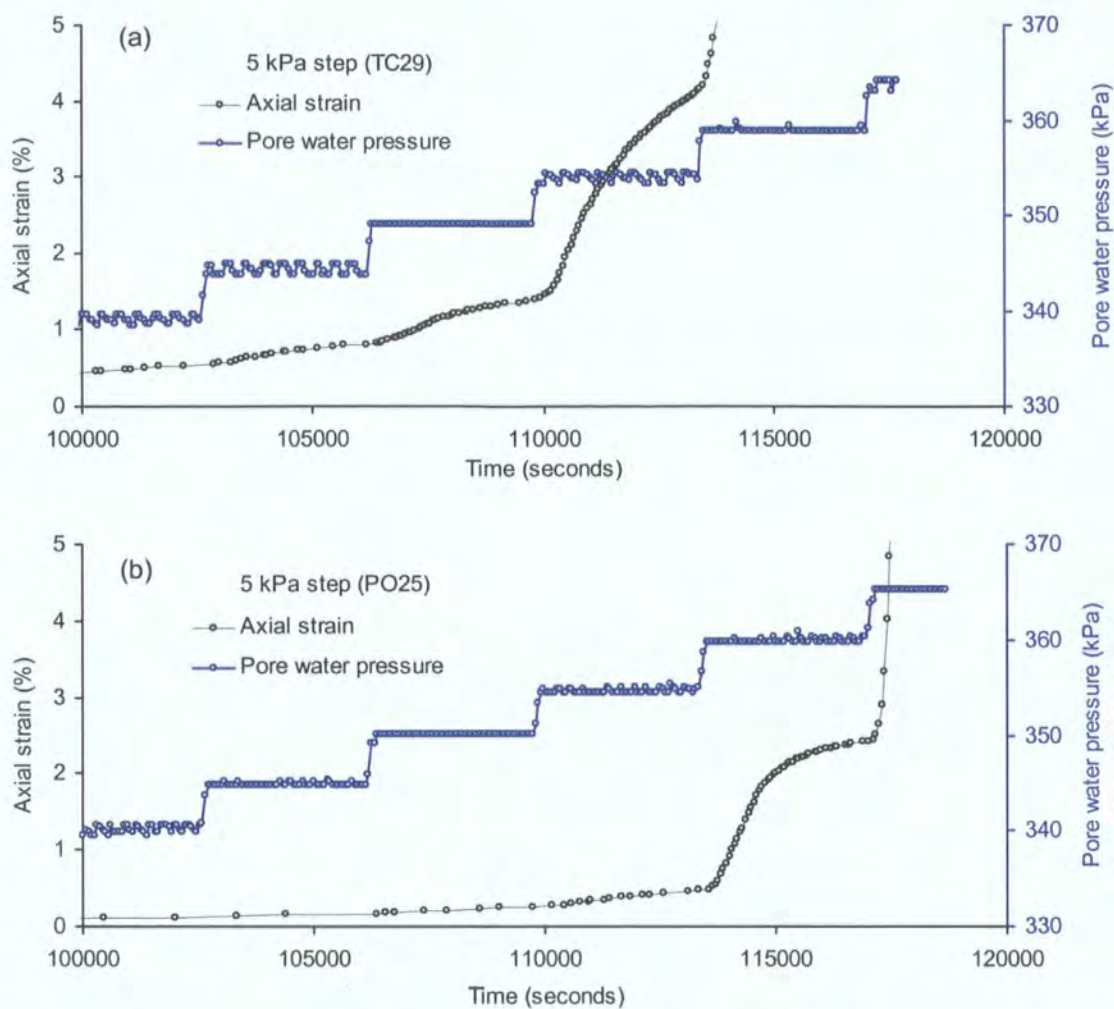 (a)
5 kPa step (TC29)
Axial strain
Pore water pressure
Axial strain (%)
5
4
3
2
1
0
Pore water pressure (kPa)
370
360
350
340
330
100000 105000 110000 115000 120000
Time (seconds)
(b)
5 kPa step (PO25)
Axial strain
Pore water pressure
Axial strain (%)
5
4
3
2
1
0
Pore water pressure (kPa)
370
360
350
340
330
100000 105000 110000 115000 120000
Time (seconds)